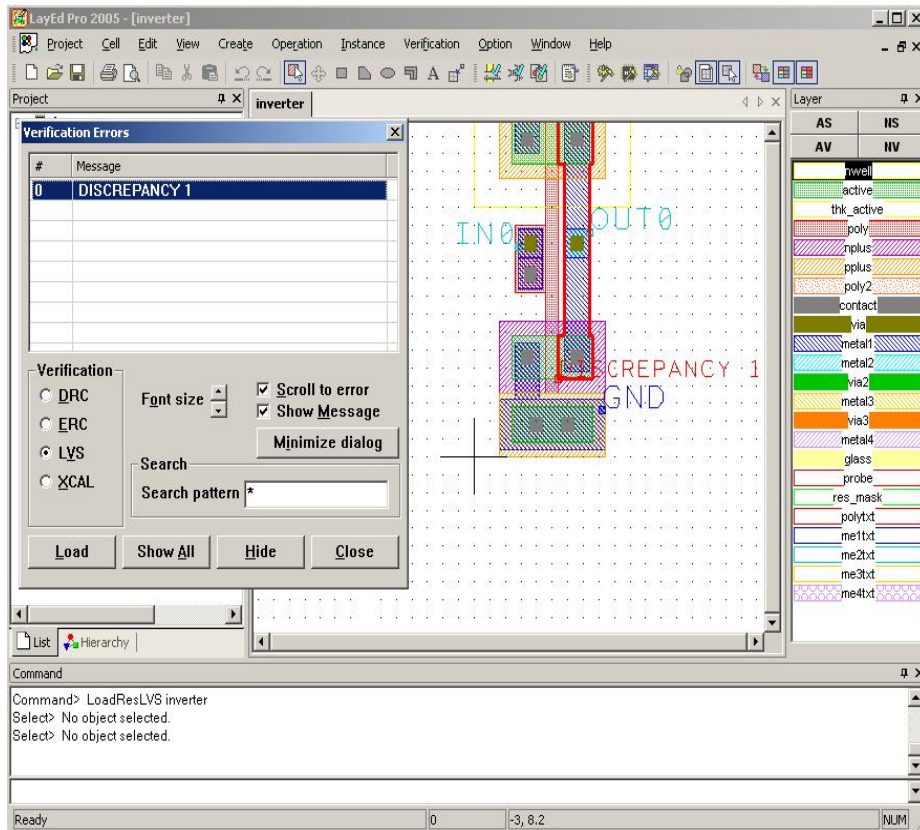 LayEd Pro 2005 - [inverter]
Project Cell Edit View Create Operation Instance Verification Option Window Help
Project
inverter
Layer
Verification Errors
# Message
0 DISCREPANCY 1
Verification
DRC
ERC
LVS
XCAL
Font size
Scroll to error
Show Message
Minimize dialog
Search
Search pattern *
Load Show All Hide Close
List Hierarchy
IN0 OUT0
DISCREPANCY 1
GND
AS NS
AV NV
nwell
active
thk_active
poly
nplus
pplus
poly2
contact
via
metal1
metal2
via2
metal3
via3
metal4
glass
probe
res_mask
polytxt
me1txt
me2txt
me3txt
me4txt
Command
Command> LoadResLVS inverter
Select> No object selected.
Select> No object selected.
Ready 0 -3, 8.2 NUM